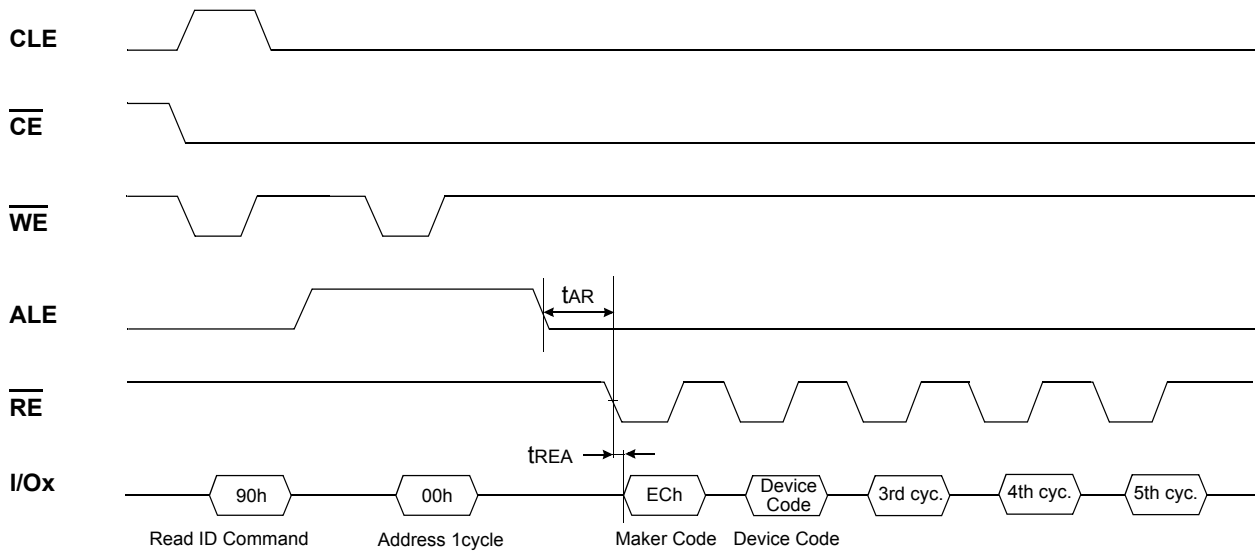 CLE
CE
WE
ALE
tAR
RE
tREA
I/Ox
90h
00h
ECh
Device
Code
3rd cyc.
4th cyc.
5th cyc.
Read ID Command
Address 1cycle
Maker Code
Device Code